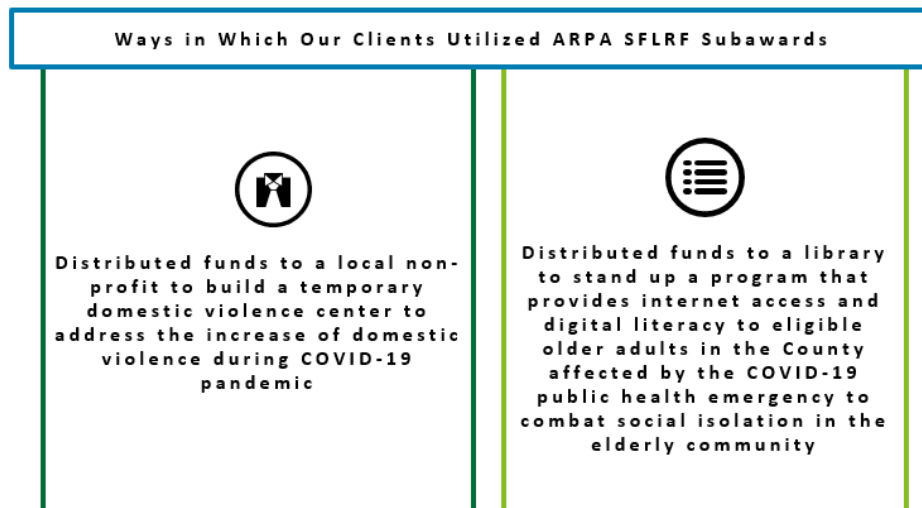 Ways in Which Our Clients Utilized ARPA SFLRF Subawards
Distributed funds to a local non-
profit to build a temporary
domestic violence center to
address the increase of domestic
violence during COVID-19
pandemic
Distributed funds to a library
to stand up a program that
provides internet access and
digital literacy to eligible
older adults in the County
affected by the COVID-19
public health emergency to
combat social isolation in the
elderly community